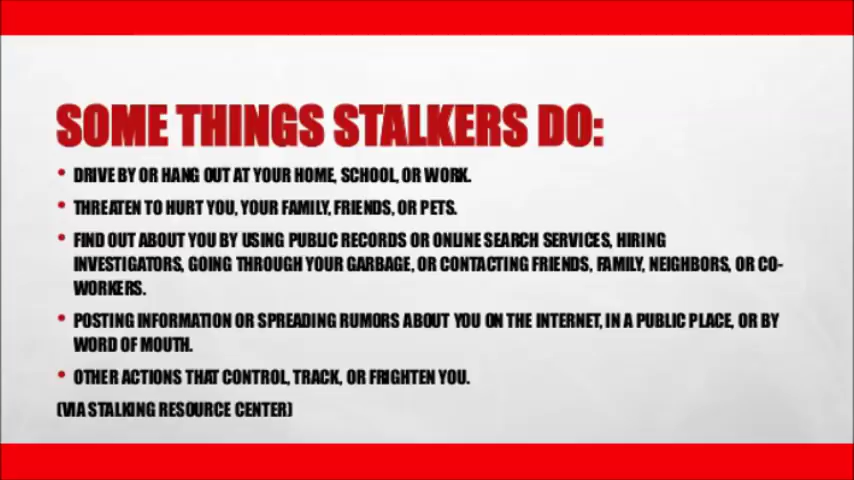 SOME THINGS STALKERS DO:
• DRIVE BY OR HANG OUT AT YOUR HOME, SCHOOL, OR WORK.
• THREATEN TO HURT YOU, YOUR FAMILY, FRIENDS, OR PETS.
• FIND OUT ABOUT YOU BY USING PUBLIC RECORDS OR ONLINE SEARCH SERVICES, HIRING
INVESTIGATORS, GOING THROUGH YOUR GARBAGE, OR CONTACTING FRIENDS, FAMILY, NEIGHBORS, OR CO-
WORKERS.
• POSTING INFORMATION OR SPREADING RUMORS ABOUT YOU ON THE INTERNET, IN A PUBLIC PLACE, OR BY
WORD OF MOUTH.
• OTHER ACTIONS THAT CONTROL, TRACK, OR FRIGHTEN YOU.
(VIA STALKING RESOURCE CENTER)